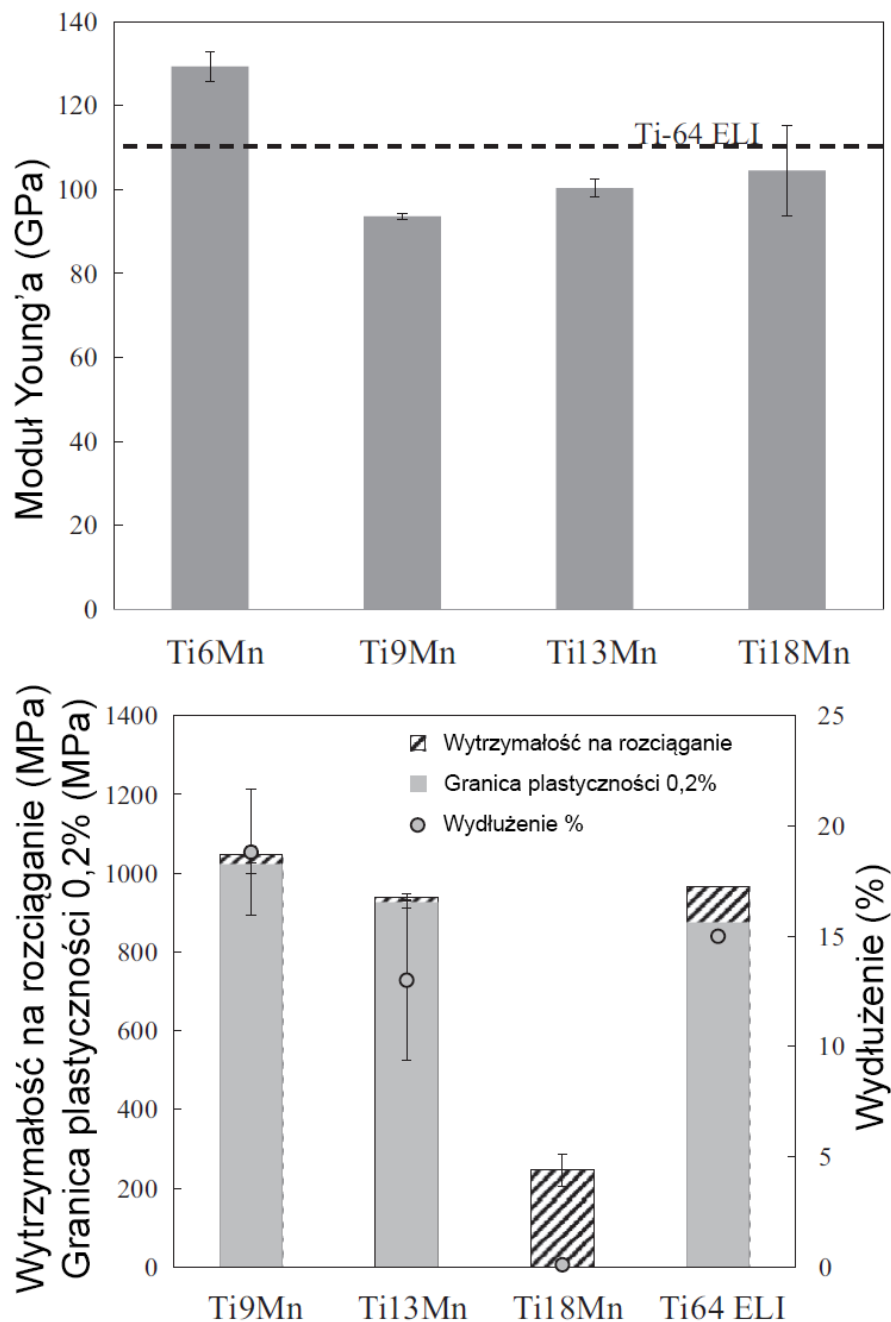 Moduł Young’a (GPa)
140
120
100
80
60
40
20
0
Ti-64 ELI
Ti6Mn Ti9Mn Ti13Mn Ti18Mn
Wytrzymałość na rozciąganie (MPa)
Granica plastyczności 0,2% (MPa)
1400
1200
1000
800
600
400
200
0
Wytrzymałość na rozciąganie
Granica plastyczności 0,2%
Wydłużenie %
25
20
15
10
5
0
Wydłużenie (%)
Ti9Mn Ti13Mn Ti18Mn Ti64 ELI